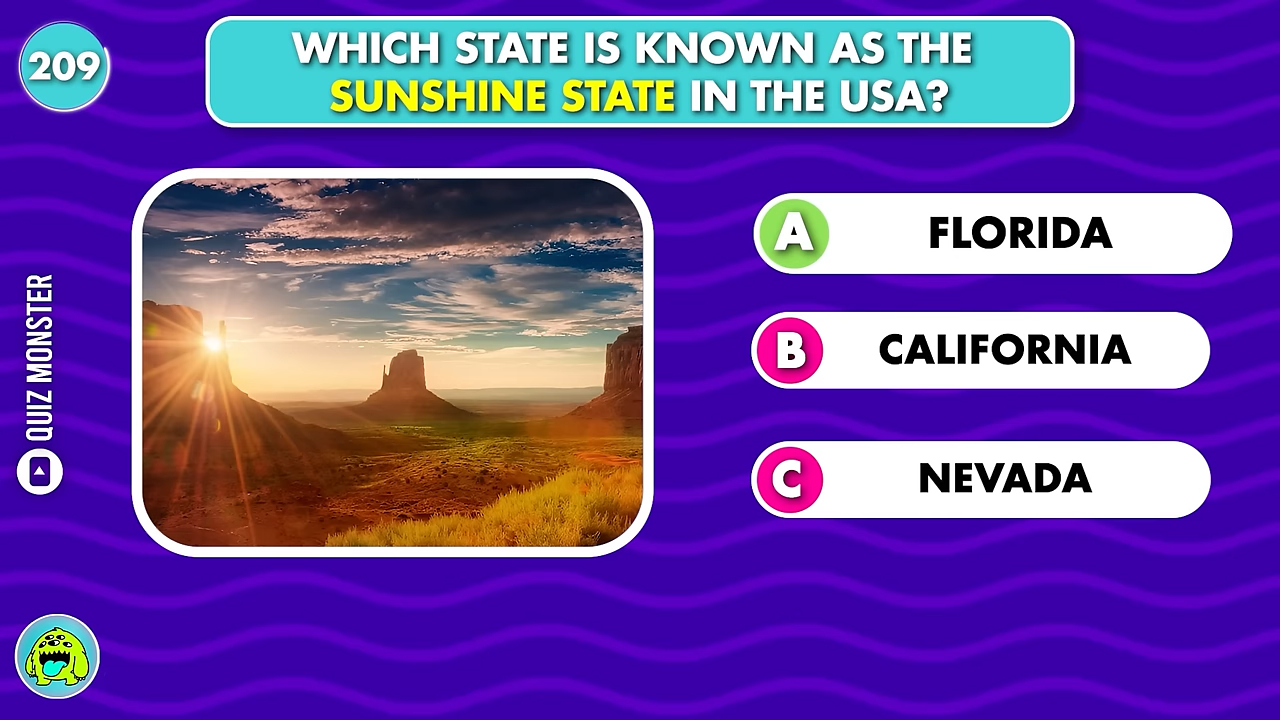 209
WHICH STATE IS KNOWN AS THE
SUNSHINE STATE IN THE USA?
A FLORIDA
B CALIFORNIA
C NEVADA
QUIZ MONSTER